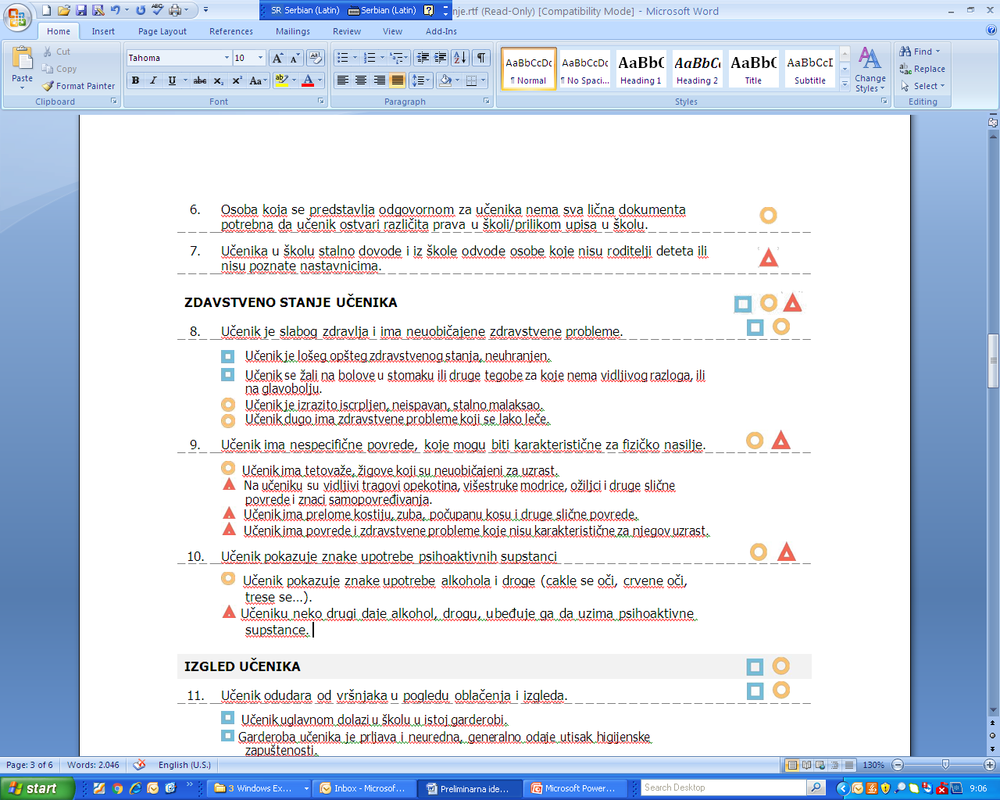 SR Serbian (Latin) Serbian (Latin) nje.rtf (Read-Only) [Compatibility Mode] - Microsoft Word
Home Insert Page Layout References Mailings Review View Add-Ins
Paste
Cut
Copy
Format Painter
Clipboard
Tahoma 10
Font
Paragraph
AaBbCcDc AaBbCcDc AaBbC AaBbCc AaBbC AaBbCcI
¶ Normal ¶ No Spaci... Heading 1 Heading 2 Title Subtitle
Change
Styles
Styles
Find
Replace
Select
Editing
6. Osoba koja se predstavlja odgovornom za učenika nema sva lična dokumenta
potrebna da učenik ostvari različita prava u školi/prilikom upisa u školu.
7. Učenika u školu stalno dovode i iz škole odvode osobe koje nisu roditelji deteta ili
nisu poznate nastavnicima.
ZDAVSTVENO STANJE UČENIKA
8. Učenik je slabog zdravlja i ima neuobičajene zdravstvene probleme.
Učenik je lošeg opšteg zdravstvenog stanja, neuhranjen.
Učenik se žali na bolove u stomaku ili druge tegobe za koje nema vidljivog razloga, ili
na glavobolju.
Učenik je izrazito iscrpljen, neispavan, stalno malaksao.
Učenik dugo ima zdravstvene probleme koji se lako leče.
9. Učenik ima nespecifične povrede, koje mogu biti karakteristične za fizičko nasilje.
Učenik ima tetovaže, žigove koji su neuobičajeni za uzrast.
Na učeniku su vidljivi tragovi opekotina, višestruke modrice, ožiljci i druge slične
povrede i znaci samopovređivanja.
Učenik ima prelome kostiju, zuba, počupanu kosu i druge slične povrede.
Učenik ima povrede i zdravstvene probleme koje nisu karakteristične za njegov uzrast.
10. Učenik pokazuje znake upotrebe psihoaktivnih supstanci
Učenik pokazuje znake upotrebe alkohola i droge (cakle se oči, crvene oči,
trese se...).
Učeniku neko drugi daje alkohol, drogu, ubeđuje ga da uzima psihoaktivne
supstance.
IZGLED UČENIKA
11. Učenik odudara od vršnjaka u pogledu oblačenja i izgleda.
Učenik uglavnom dolazi u školu u istoj garderobi.
Garderoba učenika je prljava i neuredna, generalno odaje utisak higijenske
zapuštenosti.
Page: 3 of 6 Words: 2.046 English (U.S.) 130%
start 3 Windows Ex... Inbox - Microsof... Preliminarna ide... Microsoft Power... Search Desktop 9:06